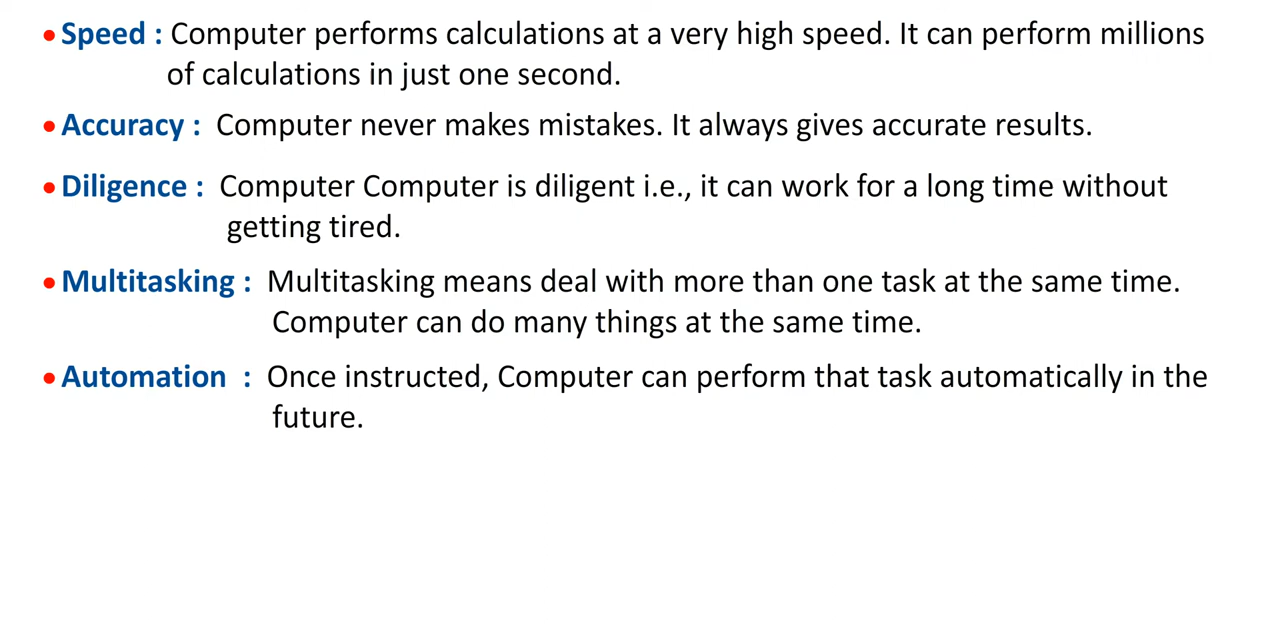 • Speed : Computer performs calculations at a very high speed. It can perform millions
of calculations in just one second.
• Accuracy : Computer never makes mistakes. It always gives accurate results.
• Diligence : Computer Computer is diligent i.e., it can work for a long time without
getting tired.
• Multitasking : Multitasking means deal with more than one task at the same time.
Computer can do many things at the same time.
• Automation : Once instructed, Computer can perform that task automatically in the
future.